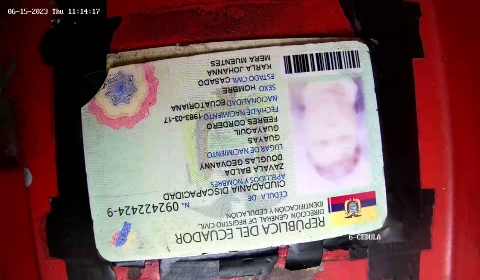 06-15-2023 Thu 11:14:17
REPÚBLICA DEL ECUADOR
DIRECCIÓN GENERAL DE REGISTRO CIVIL
IDENTIFICACIÓN Y CEDULACIÓN
CÉDULA DE
N. 092422424-9
CIUDADANÍA DISCAPACIDAD
APELLIDOS Y NOMBRES
ZAVALA BALDA
DOUGLAS GEOVANNY
LUGAR DE NACIMIENTO
GUAYAS
GUAYAQUIL
FEBRES CORDERO
FECHA DE NACIMIENTO 1983-03-17
NACIONALIDAD ECUATORIANA
SEXO HOMBRE
ESTADO CIVIL CASADO
KARLA JOHANNA
MERA MUENTES
6-CEDULA